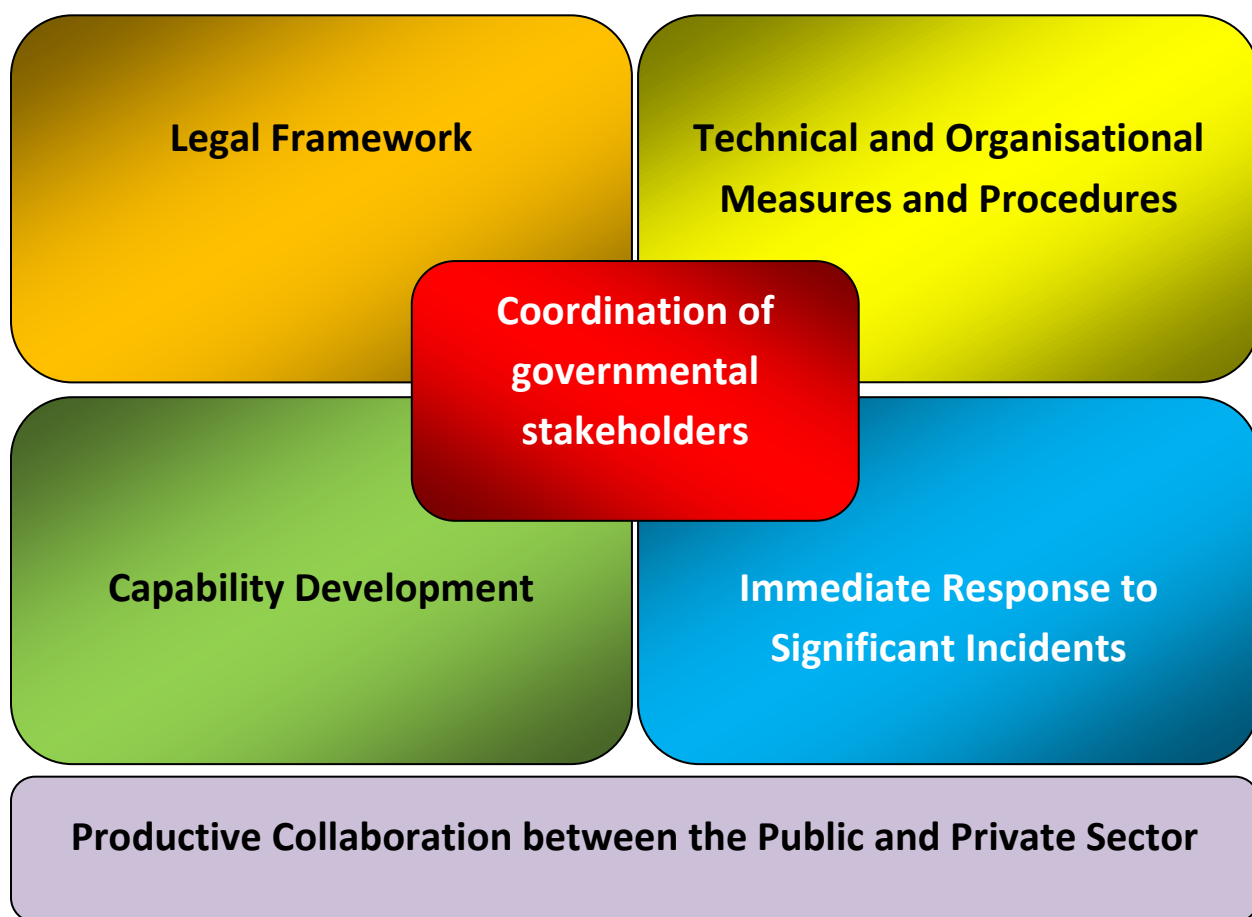 Legal Framework
Technical and Organisational
Measures and Procedures
Coordination of
governmental
stakeholders
Capability Development
Immediate Response to
Significant Incidents
Productive Collaboration between the Public and Private Sector